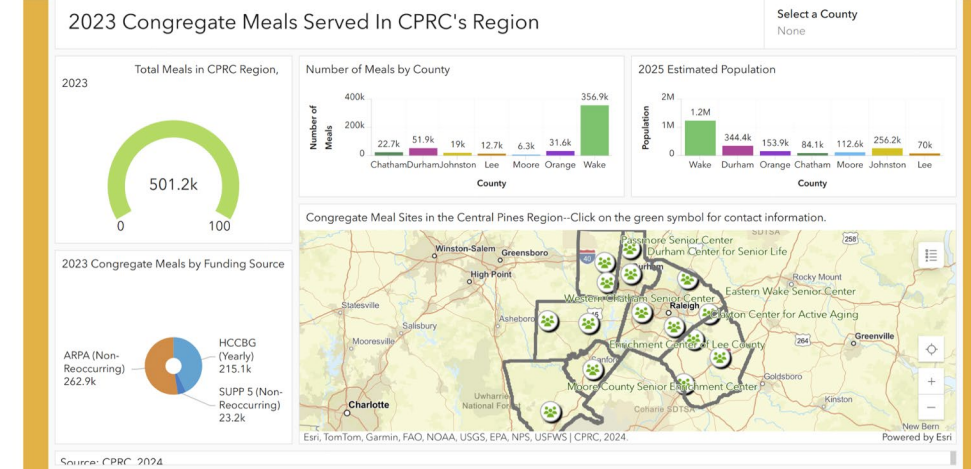 2023 Congregate Meals Served In CPRC's Region
Select a County
None
Total Meals in CPRC Region,
2023
501.2k
0
100
Number of Meals by County
Number of
Meals
400k
200k
0
22.7k
51.9k
19k
12.7k
6.3k
31.6k
356.9k
Chatham Durham Johnston Lee Moore Orange Wake
County
2025 Estimated Population
Population
2M
1M
0
1.2M
344.4k
153.9k
84.1k
112.6k
256.2k
70k
Wake Durham Orange Chatham Moore Johnston Lee
County
2023 Congregate Meals by Funding Source
ARPA (Non-
Reoccurring)
262.9k
HCCBG
(Yearly)
215.1k
SUPP 5 (Non-
Reoccurring)
23.2k
Congregate Meal Sites in the Central Pines Region--Click on the green symbol for contact information.
SDTSA
258
Passmore Senior Center
Winston-Salem
Greensboro
40
Durham Center for Senior Life
High Point
Rocky Mount
Eastern Wake Senior Center
Western Chatham Senior Center
Statesville
Raleigh
Asheboro
Clayton Center for Active Aging
Salisbury
Mooresville
264
Greenville
Enrichment Center of Lee County
Sanford
Goldsboro
Moore County Senior Enrichment Center
Uwharrie
National Forest
Kinston
Charlotte
Coharie SDTSA
New Bern
Esri, TomTom, Garmin, FAO, NOAA, USGS, EPA, NPS, USFWS | CPRC, 2024.
Powered by Esri
Source: CPRC, 2024